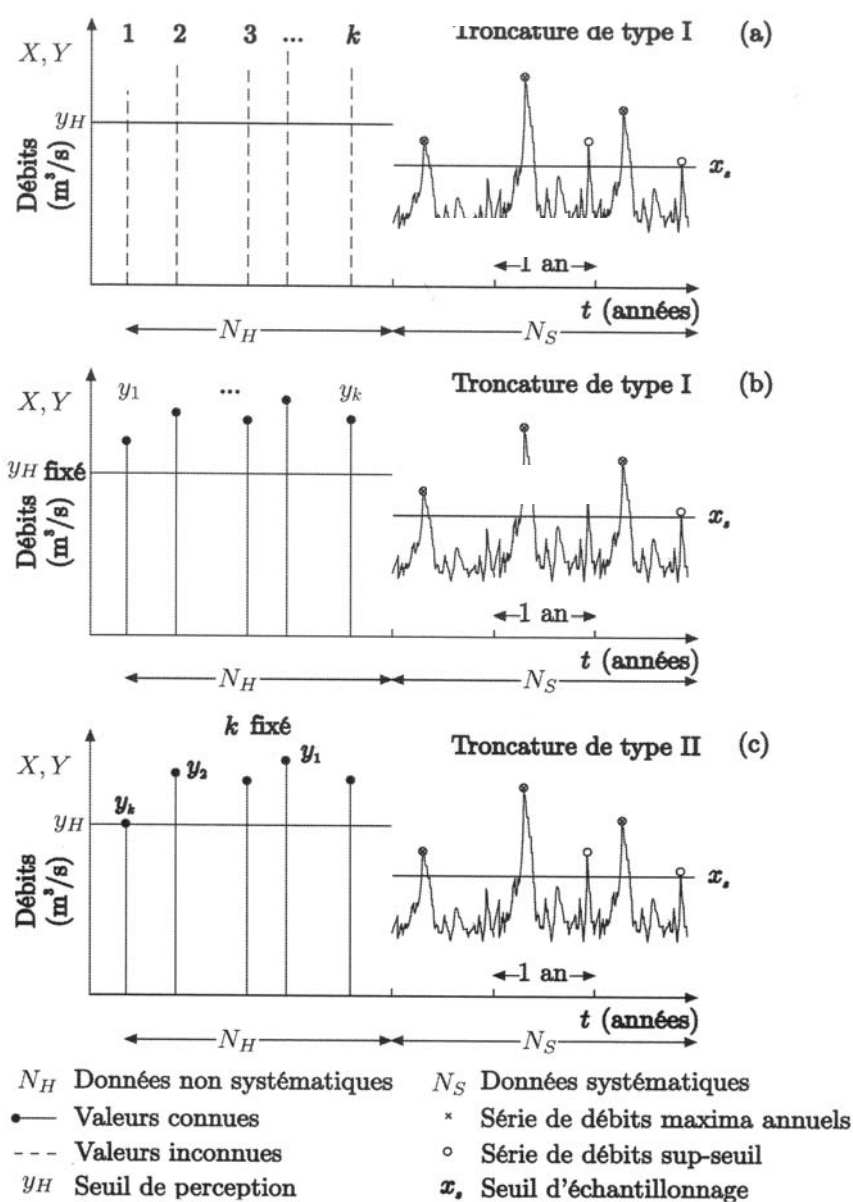 1 2 3 ... k
Troncature de type I (a)
X, Y
y_H
Débits
(m³/s)
x_s
1 an
t (années)
N_H N_S
y_1 ... y_k
Troncature de type I (b)
X, Y
y_H fixé
Débits
(m³/s)
x_s
1 an
t (années)
N_H N_S
k fixé
Troncature de type II (c)
X, Y
y_k y_2 y_1
y_H
Débits
(m³/s)
x_s
1 an
t (années)
N_H N_S
N_H Données non systématiques
N_S Données systématiques
Valeurs connues
× Série de débits maxima annuels
Valeurs inconnues
o Série de débits sup-seuil
y_H Seuil de perception
x_s Seuil d'échantillonnage